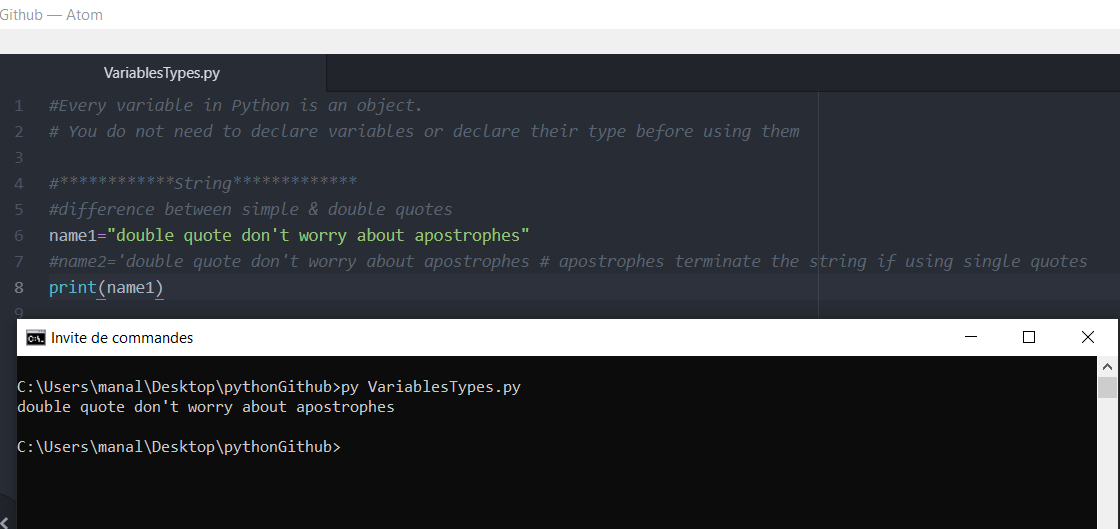 Github — Atom
VariablesTypes.py
1 #Every variable in Python is an object.
2 # You do not need to declare variables or declare their type before using them
3
4 #************String*************
5 #difference between simple & double quotes
6 name1="double quote don't worry about apostrophes"
7 #name2='double quote don't worry about apostrophes # apostrophes terminate the string if using single quotes
8 print(name1)
9
Invite de commandes
C:\Users\manal\Desktop\pythonGithub>py VariablesTypes.py
double quote don't worry about apostrophes
C:\Users\manal\Desktop\pythonGithub>